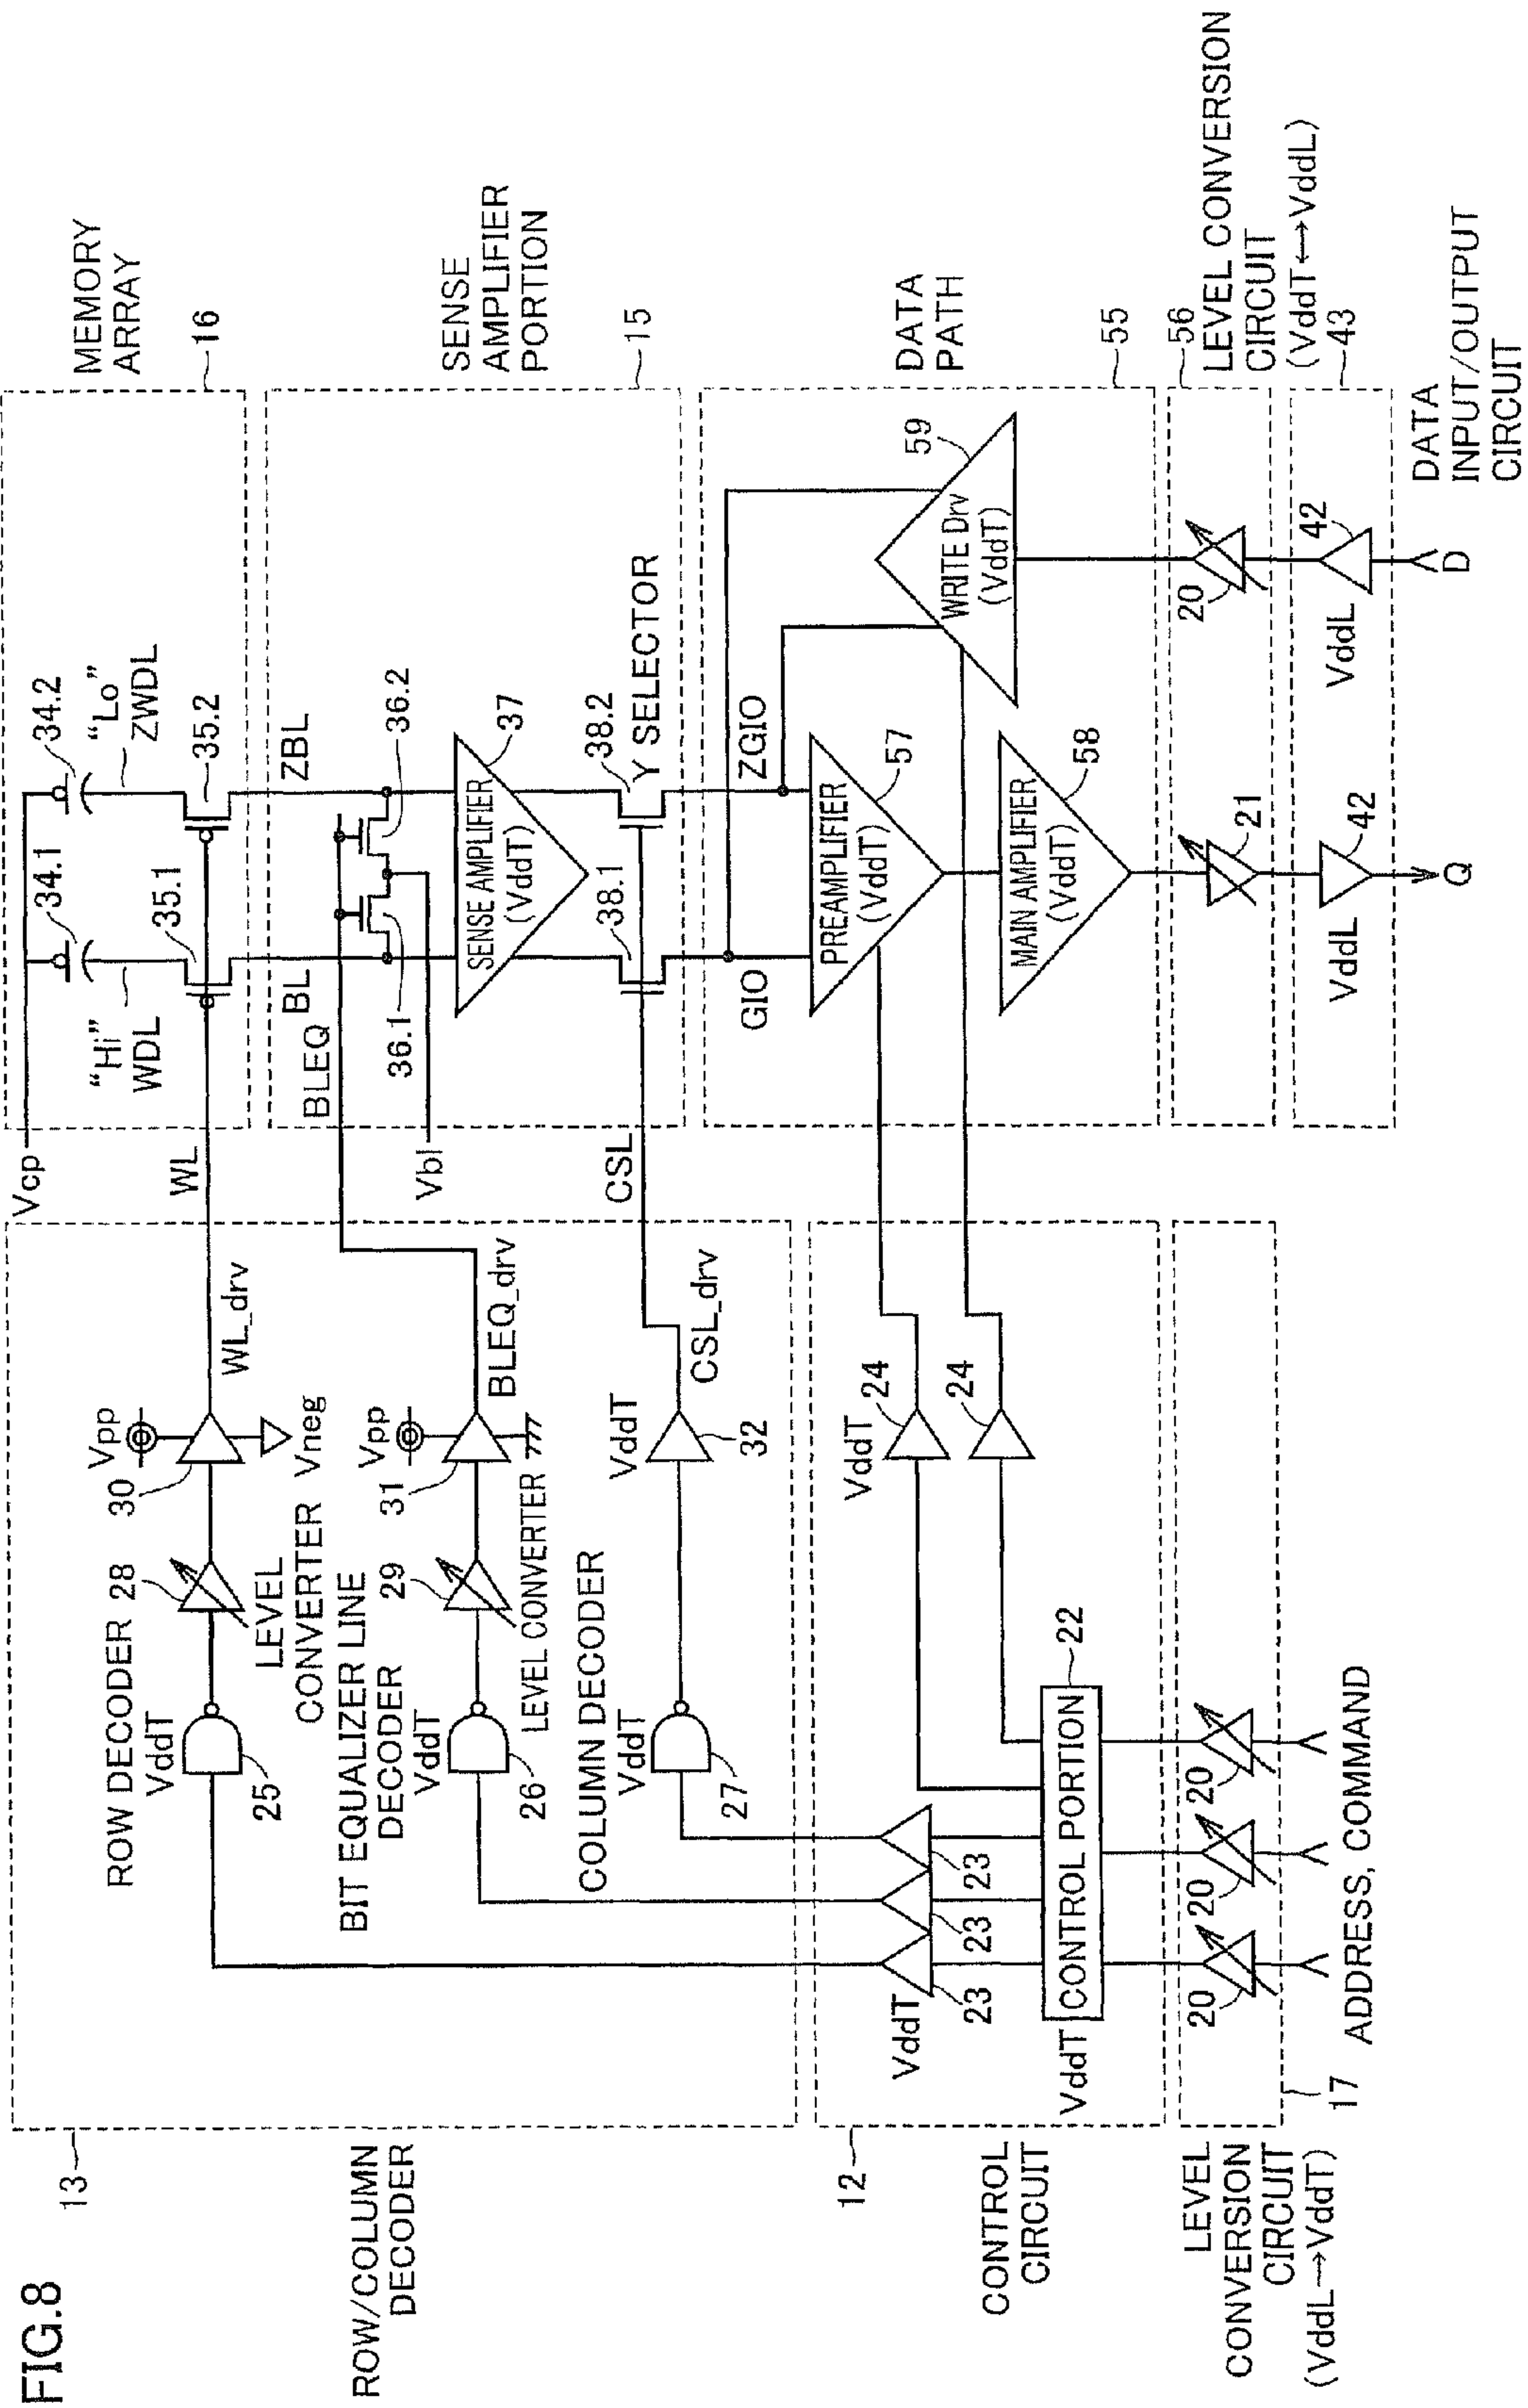 FIG.8
13
ROW/COLUMN
DECODER
ROW DECODER
VddT
25
28
LEVEL
CONVERTER
30
Vpp
Vneg
WL_drv
WL
Vcp
BIT EQUALIZER LINE
DECODER
VddT
26
29
LEVEL CONVERTER
31
Vpp
BLEQ_drv
BLEQ
Vbl
COLUMN DECODER
VddT
27
VddT
32
CSL_drv
CSL
MEMORY
ARRAY
16
34.1
34.2
"Hi"
WDL
"Lo"
ZWDL
35.1
35.2
SENSE
AMPLIFIER
PORTION
15
BL
ZBL
36.1
36.2
SENSE AMPLIFIER
(VddT)
37
38.1
38.2
Y SELECTOR
DATA
PATH
55
GIO
ZGIO
PREAMPLIFIER
(VddT)
57
MAIN AMPLIFIER
(VddT)
58
WRITE Drv
(VddT)
59
12
CONTROL
CIRCUIT
VddT
23
23
23
VddT
24
24
VddT
CONTROL PORTION
22
LEVEL
CONVERSION
CIRCUIT
(VddL→VddT)
17
20
20
20
ADDRESS, COMMAND
56
LEVEL CONVERSION
CIRCUIT
(VddT↔VddL)
21
20
43
VddL
42
VddL
42
Q
D
DATA
INPUT/OUTPUT
CIRCUIT